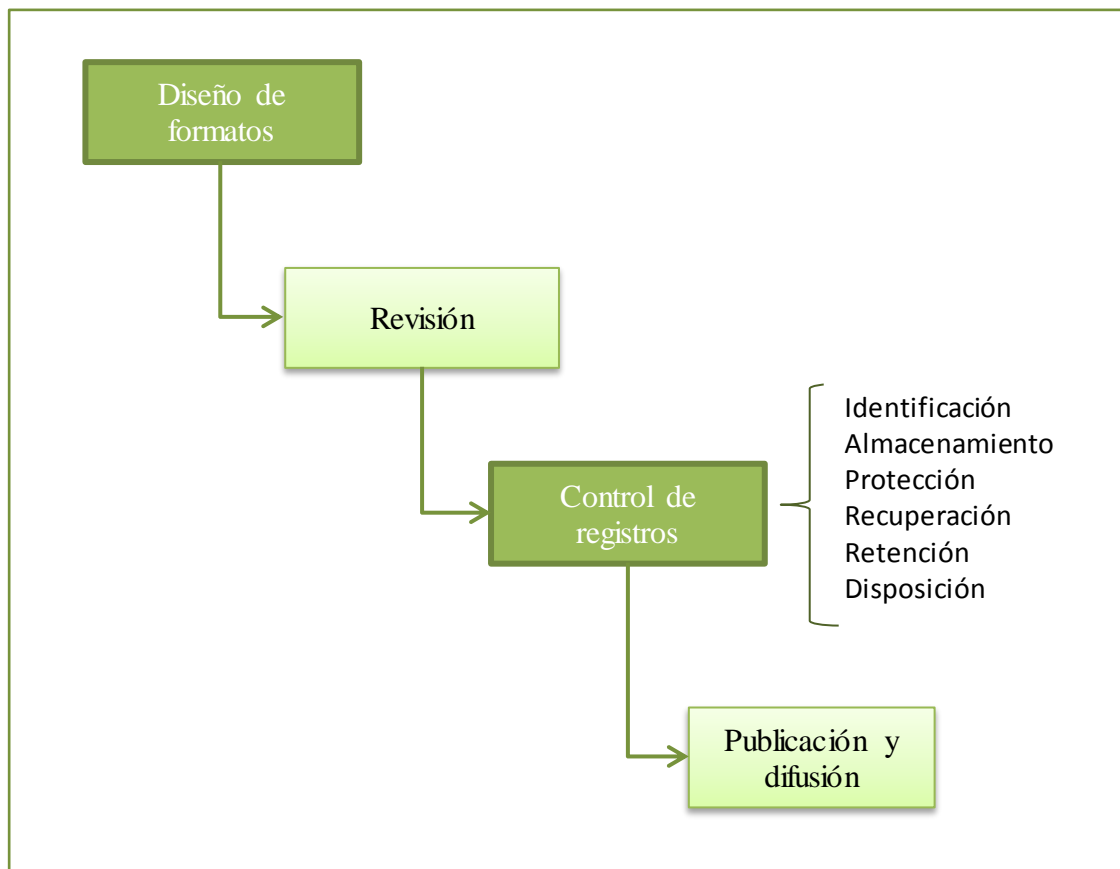 Diseño de
formatos
Revisión
Control de
registros
Identificación
Almacenamiento
Protección
Recuperación
Retención
Disposición
Publicación y
difusión